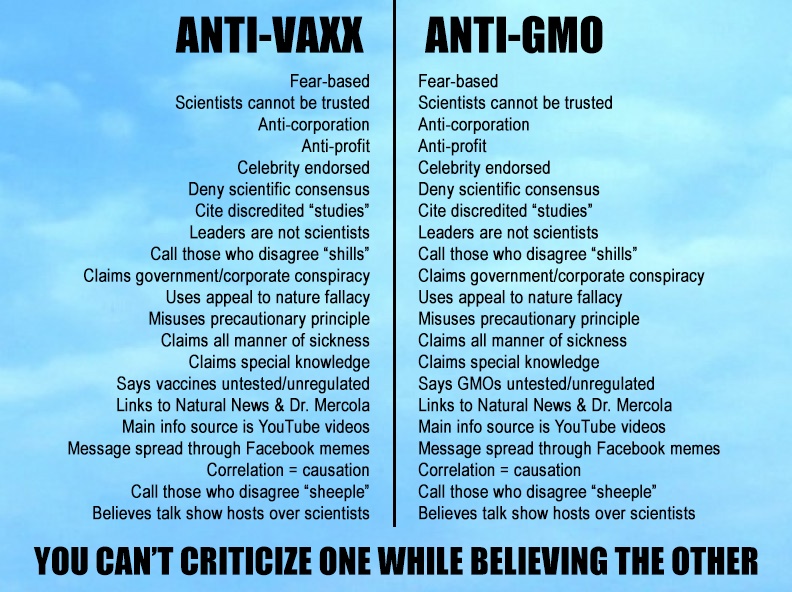 ANTI-VAXX
Fear-based
Scientists cannot be trusted
Anti-corporation
Anti-profit
Celebrity endorsed
Deny scientific consensus
Cite discredited “studies”
Leaders are not scientists
Call those who disagree “shills”
Claims government/corporate conspiracy
Uses appeal to nature fallacy
Misuses precautionary principle
Claims all manner of sickness
Claims special knowledge
Says vaccines untested/unregulated
Links to Natural News & Dr. Mercola
Main info source is YouTube videos
Message spread through Facebook memes
Correlation = causation
Call those who disagree “sheeple”
Believes talk show hosts over scientists
ANTI-GMO
Fear-based
Scientists cannot be trusted
Anti-corporation
Anti-profit
Celebrity endorsed
Deny scientific consensus
Cite discredited “studies”
Leaders are not scientists
Call those who disagree “shills”
Claims government/corporate conspiracy
Uses appeal to nature fallacy
Misuses precautionary principle
Claims all manner of sickness
Claims special knowledge
Says GMOs untested/unregulated
Links to Natural News & Dr. Mercola
Main info source is YouTube videos
Message spread through Facebook memes
Correlation = causation
Call those who disagree “sheeple”
Believes talk show hosts over scientists
YOU CAN’T CRITICIZE ONE WHILE BELIEVING THE OTHER